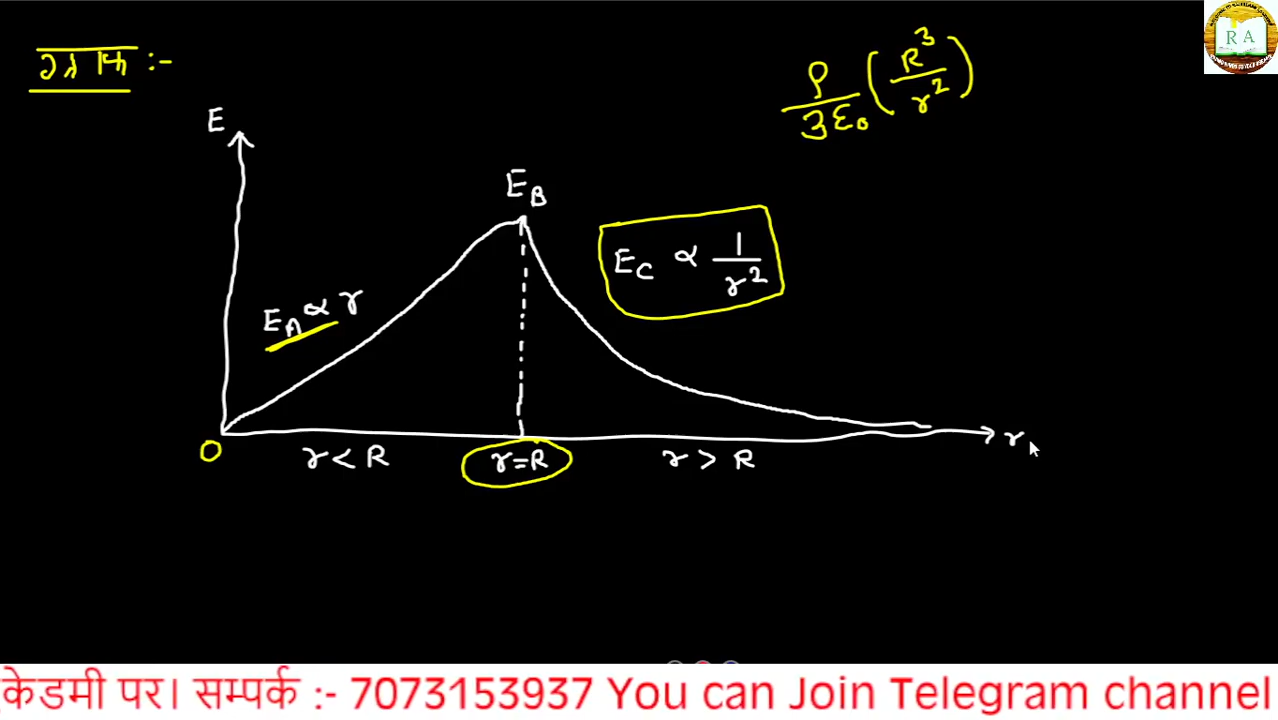 ग्राफ :-
ρ/3ε₀ (R³/r²)
E
E_B
E_C ∝ 1/r²
E_A ∝ r
O
r < R
r=R
r > R
r
R A
केडमी पर। सम्पर्क :- 7073153937 You can Join Telegram channel